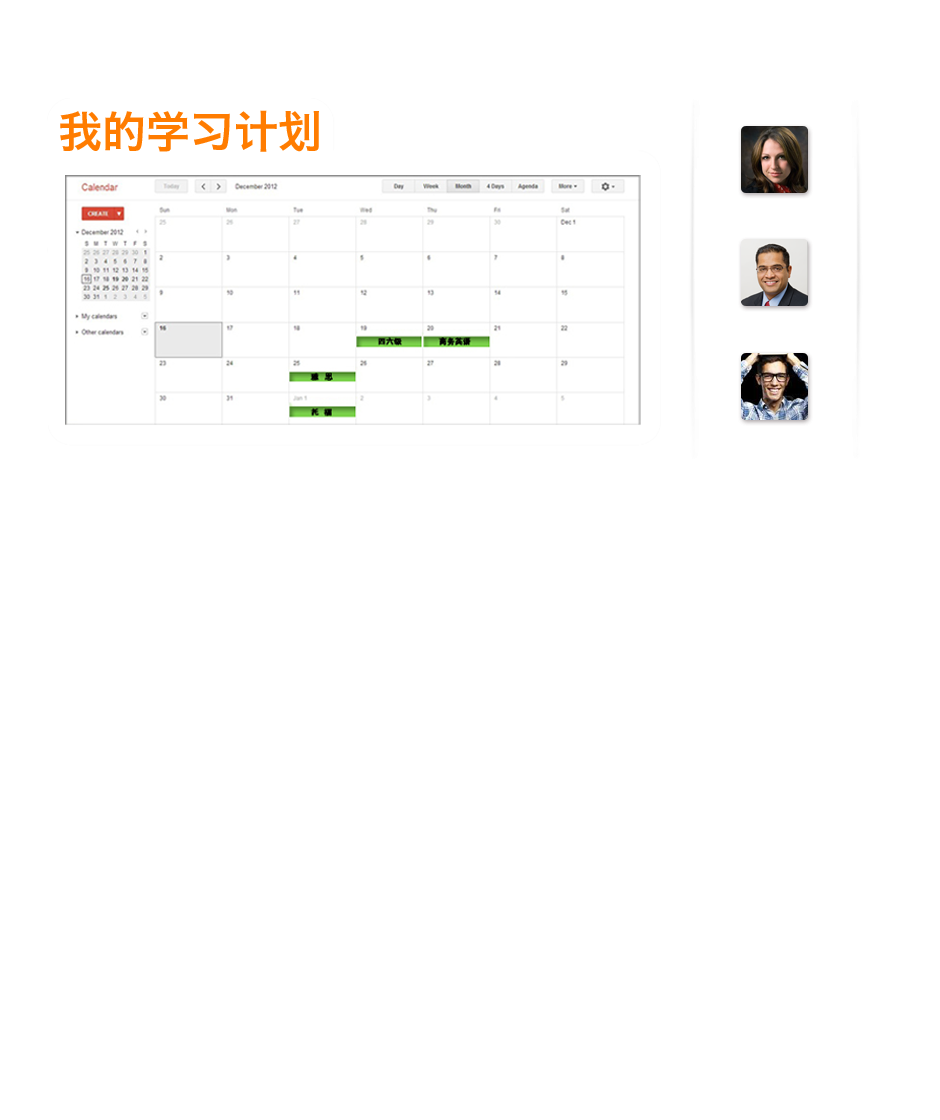 我的学习计划
Calendar Today December 2012 Day Week Month 4 Days Agenda More
CREATE
Sun Mon Tue Wed Thu Fri Sat
25 26 27 28 29 30 Dec 1
December 2012
S M T W T F S
25 26 27 28 29 30 1
2 3 4 5 6 7 8
9 10 11 12 13 14 15
16 17 18 19 20 21 22
23 24 25 26 27 28 29
30 31 1 2 3 4 5
My calendars
Other calendars
2 3 4 5 6 7 8
9 10 11 12 13 14 15
16 17 18 19 20 21 22
四六级 商务英语
23 24 25 26 27 28 29
雅 思
30 31 Jan 1 2 3 4 5
托 福